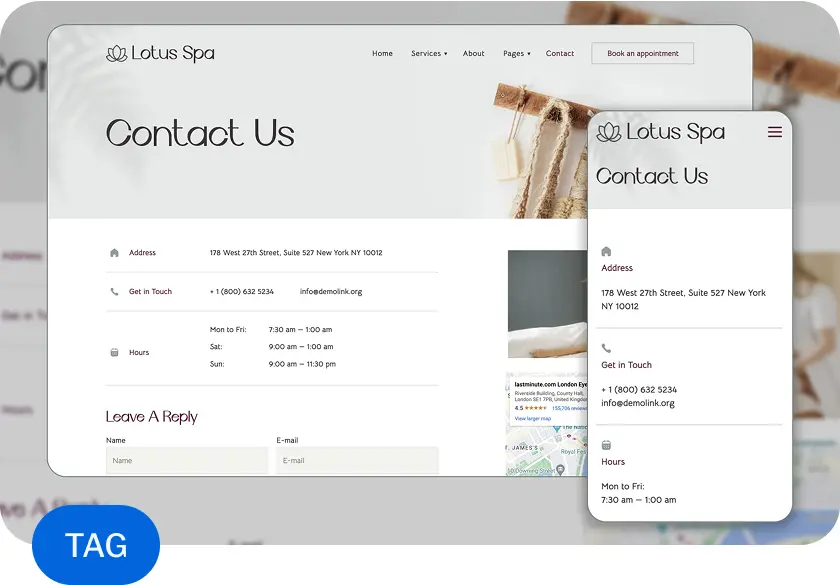 Lotus Spa
Home Services ▾ About Pages ▾ Contact Book an appointment
Contact Us
Address 178 West 27th Street, Suite 527 New York NY 10012
Get in Touch + 1 (800) 632 5234 info@demolink.org
Hours
Mon to Fri: 7:30 am — 1:00 am
Sat: 9:00 am — 1:00 am
Sun: 9:00 am — 11:30 pm
Leave A Reply
Name E-mail
Name E-mail
lastminute.com London Eye
Riverside Building, County Hall,
London SE1 7PB, United Kingdom
4.5 155,706 reviews
View larger map
JAMES'S
10 Downing Street
Lotus Spa
Contact Us
Address
178 West 27th Street, Suite 527 New York
NY 10012
Get in Touch
+ 1 (800) 632 5234
info@demolink.org
Hours
Mon to Fri:
7:30 am — 1:00 am
TAG